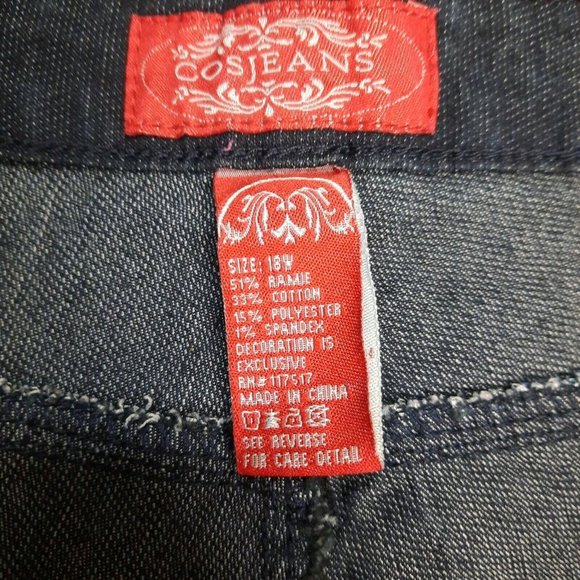 QOSJEANS
SIZE: 18W
51% RAMIE
33% COTTON
15% POLYESTER
1% SPANDEX
DECORATION IS
EXCLUSIVE
RN# 117517
MADE IN CHINA
SEE REVERSE
FOR CARE DETAIL